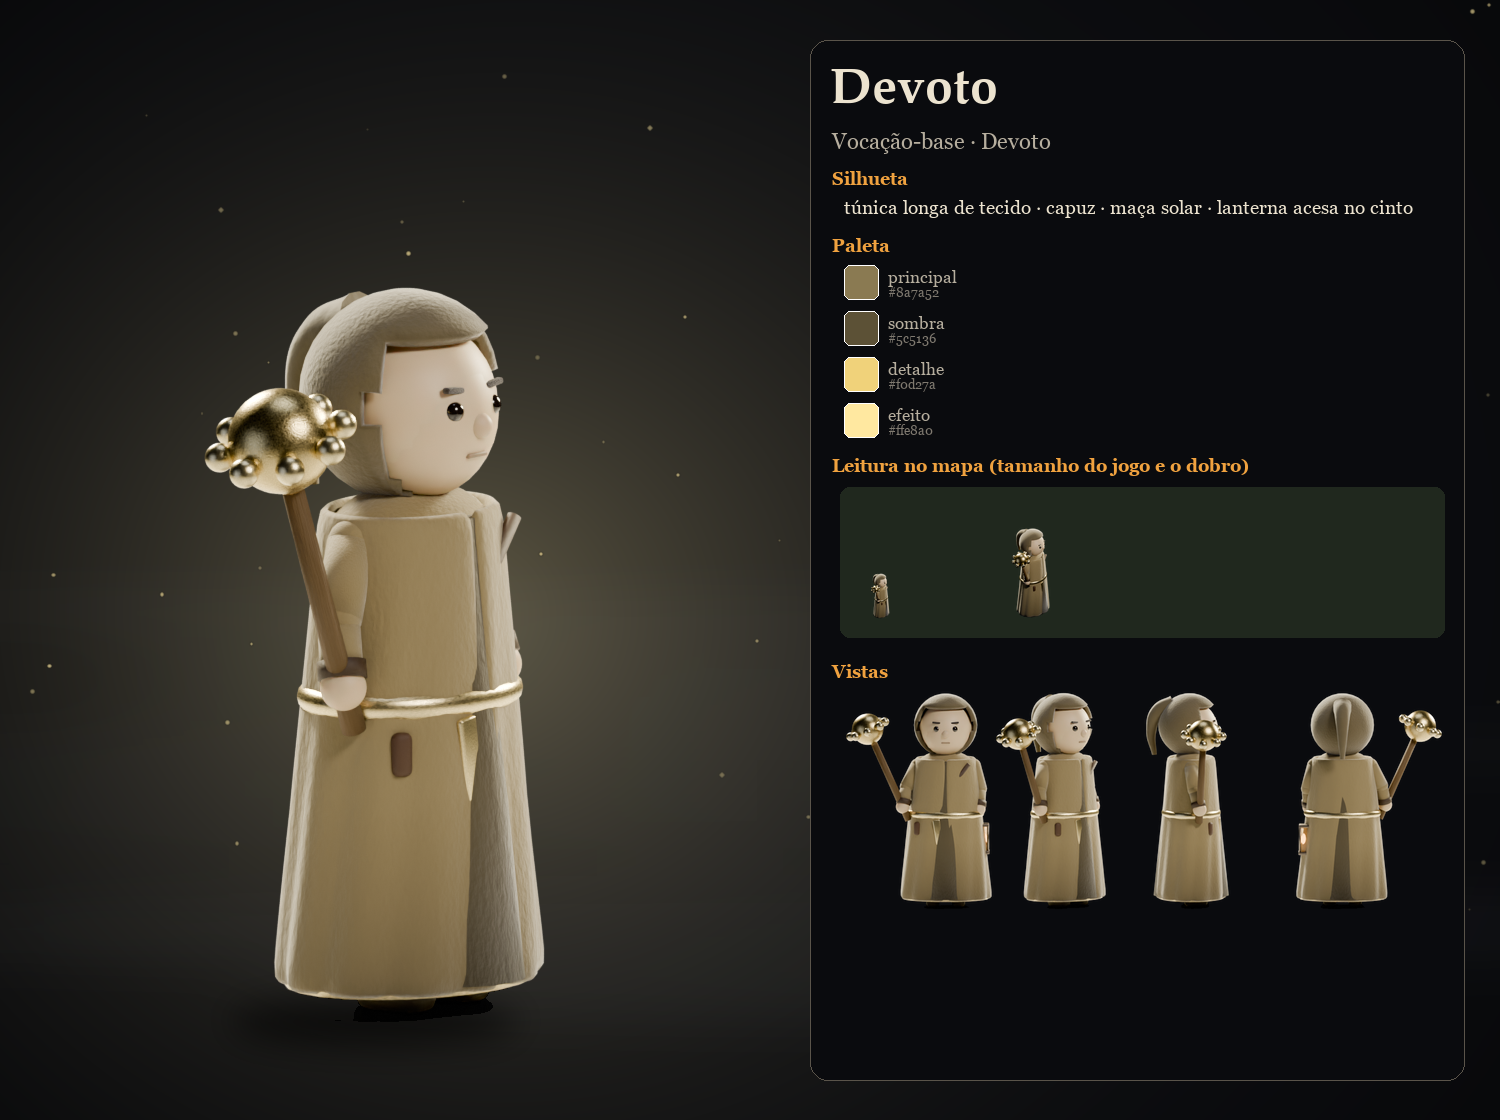 Devoto
Vocação-base · Devoto
Silhueta
túnica longa de tecido · capuz · maça solar · lanterna acesa no cinto
Paleta
principal
#8a7a52
sombra
#5c5136
detalhe
#f0d27a
efeito
#ffe8a0
Leitura no mapa (tamanho do jogo e o dobro)
Vistas